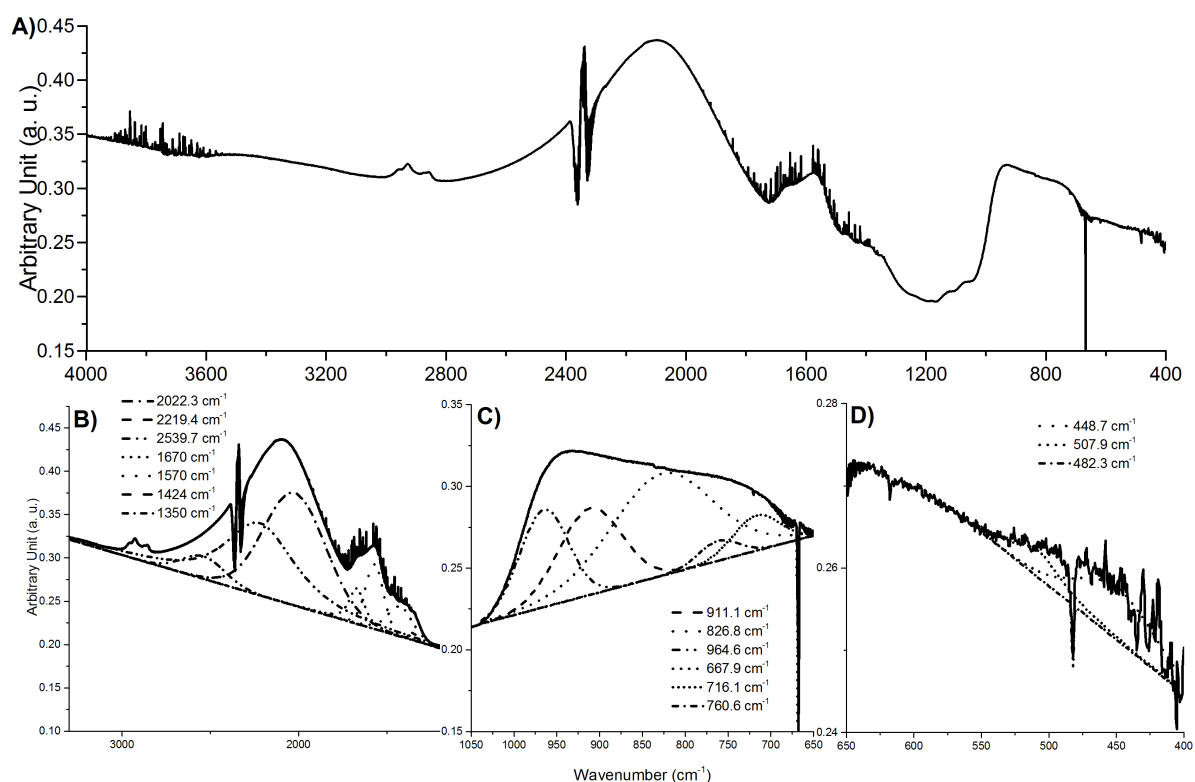 A)
Arbitrary Unit (a. u.)
0.45
0.40
0.35
0.30
0.25
0.20
0.15
4000 3600 3200 2800 2400 2000 1600 1200 800 400
B)
2022.3 cm-1
2219.4 cm-1
2539.7 cm-1
1670 cm-1
1570 cm-1
1424 cm-1
1350 cm-1
Arbitrary Unit (a. u.)
0.45
0.40
0.35
0.30
0.25
0.20
0.15
0.10
3000 2000
C)
0.35
0.30
0.25
0.20
0.15
911.1 cm-1
826.8 cm-1
964.6 cm-1
667.9 cm-1
716.1 cm-1
760.6 cm-1
1050 1000 950 900 850 800 750 700 650
D)
0.28
0.26
0.24
448.7 cm-1
507.9 cm-1
482.3 cm-1
650 600 550 500 450 400
Wavenumber (cm-1)